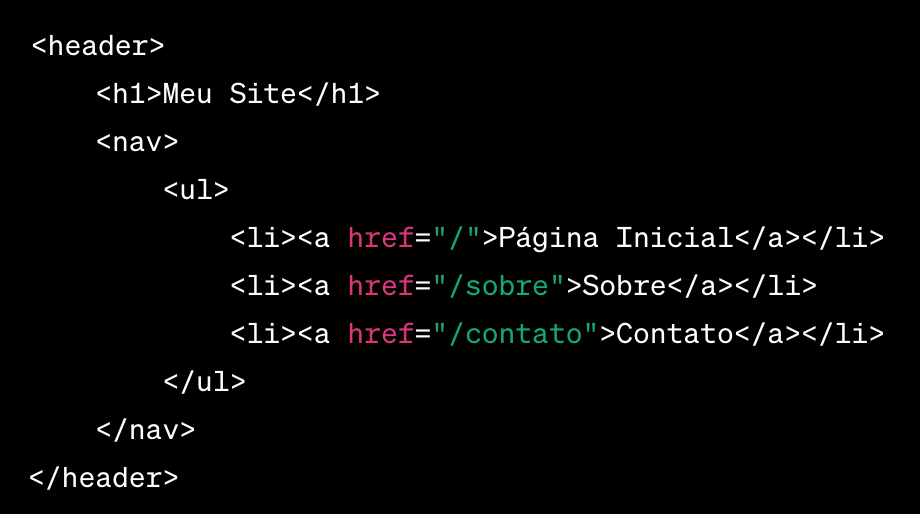 <header>
    <h1>Meu Site</h1>
    <nav>
        <ul>
            <li><a href="/">Página Inicial</a></li>
            <li><a href="/sobre">Sobre</a></li>
            <li><a href="/contato">Contato</a></li>
        </ul>
    </nav>
</header>